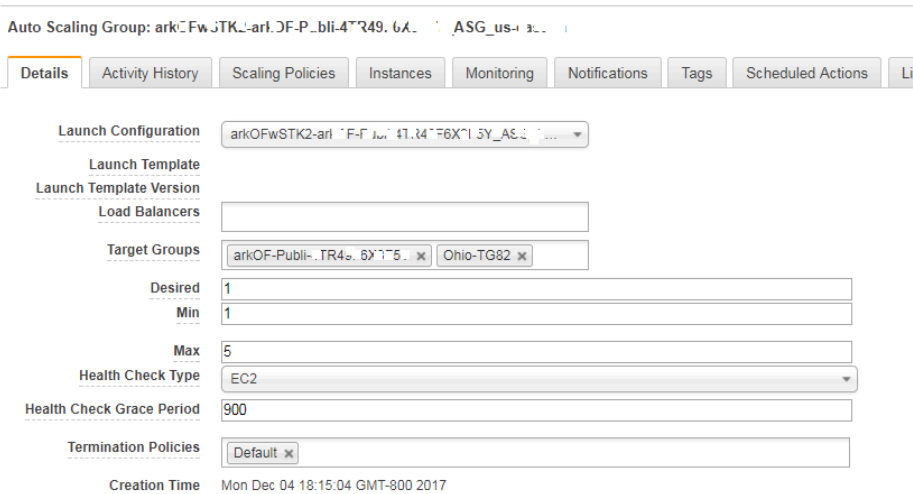 Auto Scaling Group:
Details Activity History Scaling Policies Instances Monitoring Notifications Tags Scheduled Actions Li
Launch Configuration
Launch Template
Launch Template Version
Load Balancers
Target Groups Ohio-TG82 ×
Desired 1
Min 1
Max 5
Health Check Type EC2
Health Check Grace Period 900
Termination Policies Default ×
Creation Time Mon Dec 04 18:15:04 GMT-800 2017